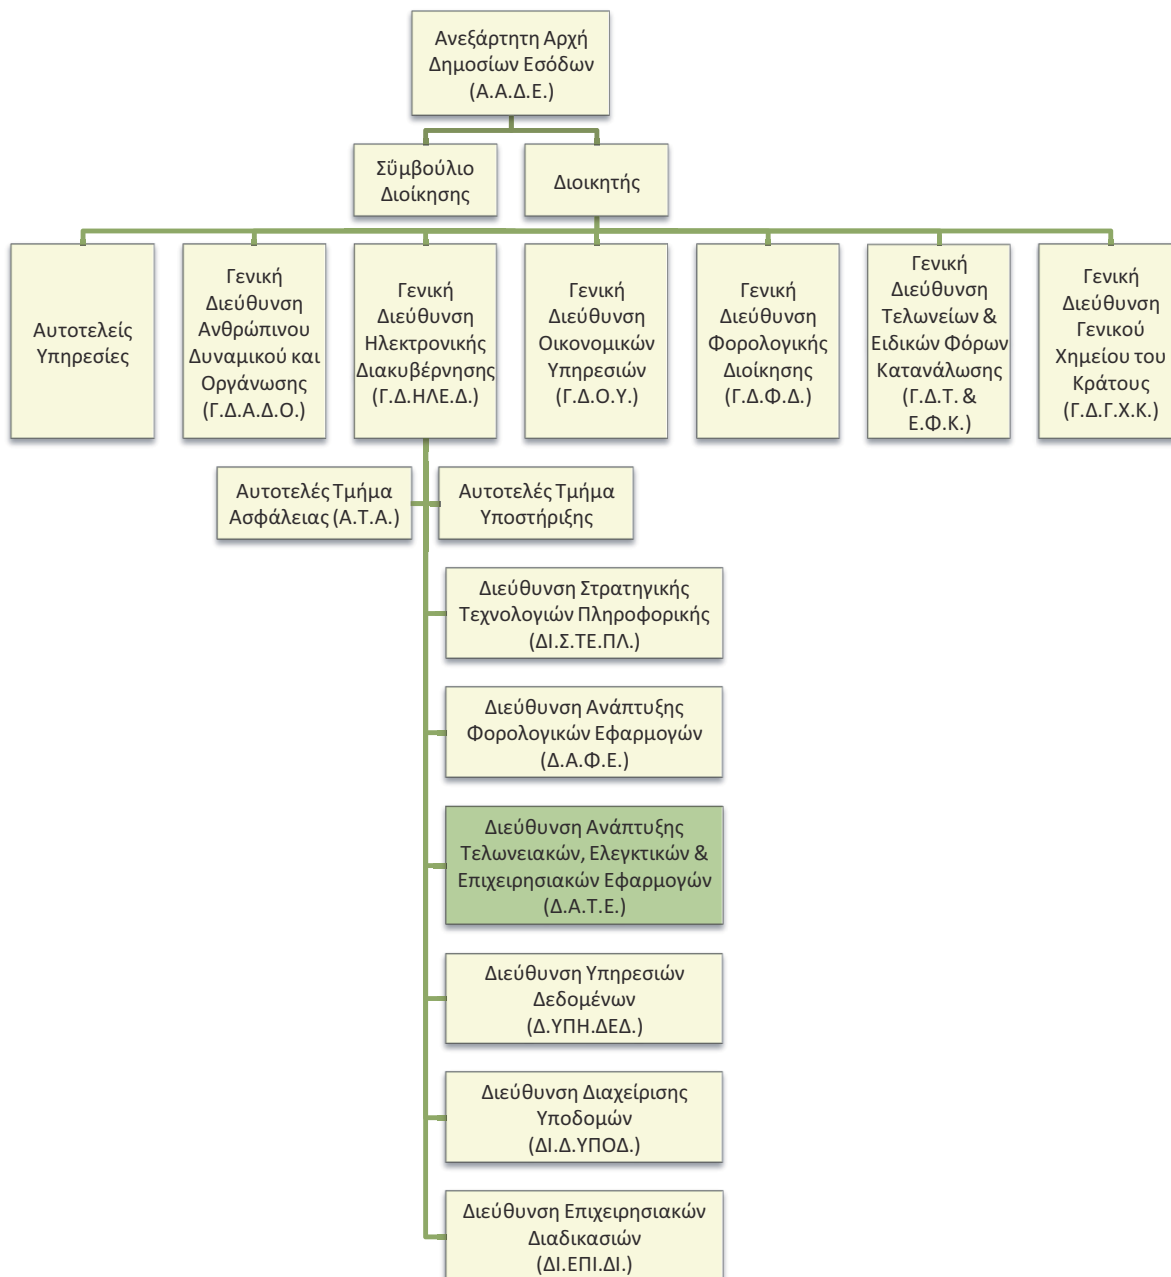 Ανεξάρτητη Αρχή
Δημοσίων Εσόδων
(Α.Α.Δ.Ε.)
Σΰμβούλιο
Διοίκησης
Διοικητής
Αυτοτελείς
Υπηρεσίες
Γενική
Διεύθυνση
Ανθρώπινου
Δυναμικού και
Οργάνωσης
(Γ.Δ.Α.Δ.Ο.)
Γενική
Διεύθυνση
Ηλεκτρονικής
Διακυβέρνησης
(Γ.Δ.ΗΛΕ.Δ.)
Γενική
Διεύθυνση
Οικονομικών
Υπηρεσιών
(Γ.Δ.Ο.Υ.)
Γενική
Διεύθυνση
Φορολογικής
Διοίκησης
(Γ.Δ.Φ.Δ.)
Γενική
Διεύθυνση
Τελωνείων &
Ειδικών Φόρων
Κατανάλωσης
(Γ.Δ.Τ. &
Ε.Φ.Κ.)
Γενική
Διεύθυνση
Γενικού
Χημείου του
Κράτους
(Γ.Δ.Γ.Χ.Κ.)
Αυτοτελές Τμήμα
Ασφάλειας (Α.Τ.Α.)
Αυτοτελές Τμήμα
Υποστήριξης
Διεύθυνση Στρατηγικής
Τεχνολογιών Πληροφορικής
(ΔΙ.Σ.ΤΕ.ΠΛ.)
Διεύθυνση Ανάπτυξης
Φορολογικών Εφαρμογών
(Δ.Α.Φ.Ε.)
Διεύθυνση Ανάπτυξης
Τελωνειακών, Ελεγκτικών &
Επιχειρησιακών Εφαρμογών
(Δ.Α.Τ.Ε.)
Διεύθυνση Υπηρεσιών
Δεδομένων
(Δ.ΥΠΗ.ΔΕΔ.)
Διεύθυνση Διαχείρισης
Υποδομών
(ΔΙ.Δ.ΥΠΟΔ.)
Διεύθυνση Επιχειρησιακών
Διαδικασιών
(ΔΙ.ΕΠΙ.ΔΙ.)